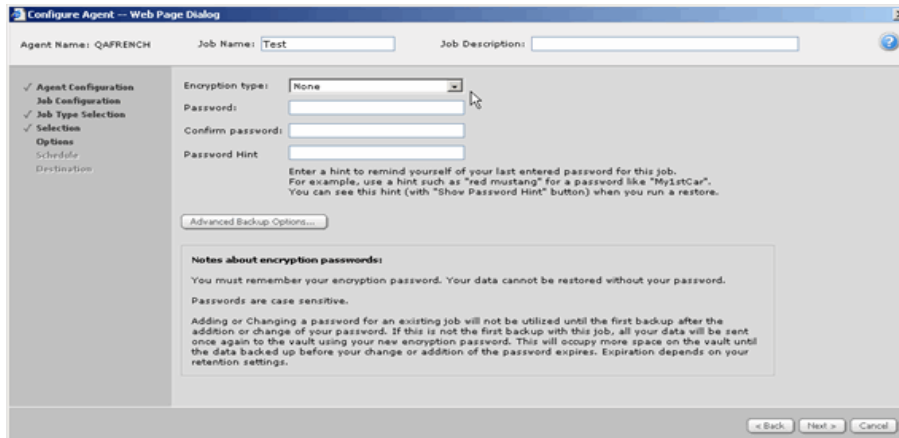 Configure Agent -- Web Page Dialog
Agent Name: QAFRENCH
Job Name: Test
Job Description:
✓ Agent Configuration
Job Configuration
✓ Job Type Selection
✓ Selection
Options
Schedule
Destination
Encryption type: None
Password:
Confirm password:
Password Hint
Enter a hint to remind yourself of your last entered password for this job.
For example, use a hint such as "red mustang" for a password like "My1stCar".
You can see this hint (with "Show Password Hint" button) when you run a restore.
Advanced Backup Options...
Notes about encryption passwords:
You must remember your encryption password. Your data cannot be restored without your password.
Passwords are case sensitive.
Adding or Changing a password for an existing job will not be utilized until the first backup after the
addition or change of your password. If this is not the first backup with this job, all your data will be sent
once again to the vault using your new encryption password. This will occupy more space on the vault until
the data backed up before your change or addition of the password expires. Expiration depends on your
retention settings.
< Back
Next >
Cancel